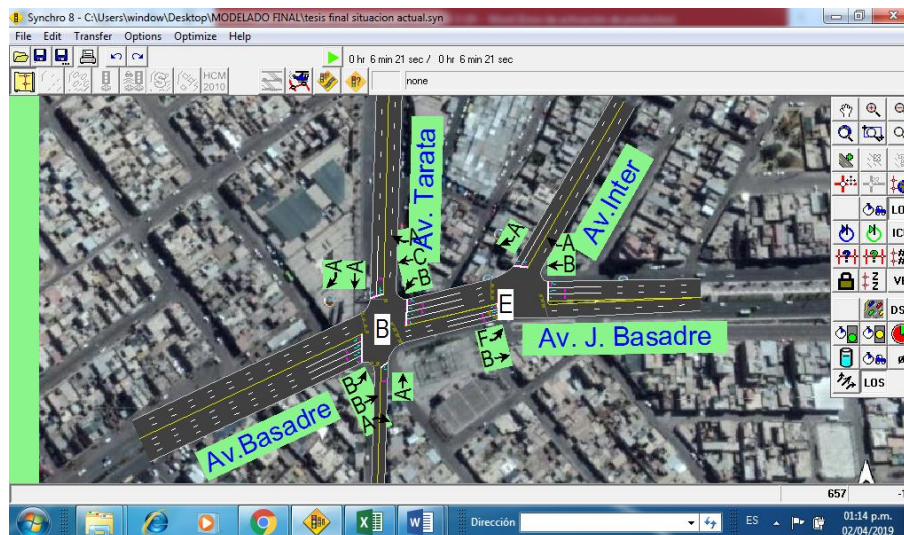 Synchro 8 - C:\Users\window\Desktop\MODELADO FINAL\tesis final situacion actual.syn
File Edit Transfer Options Optimize Help
0 hr 6 min 21 sec / 0 hr 6 min 21 sec
HCM
2010
none
Av. Tarata
Av.Inter
A
A
A
C
B
A
A
B
LO
ICU
B
E
Av. J. Basadre
F
B
B
B
A
A
Av.Basadre
DS
LOS
657
Dirección
ES
01:14 p.m.
02/04/2019